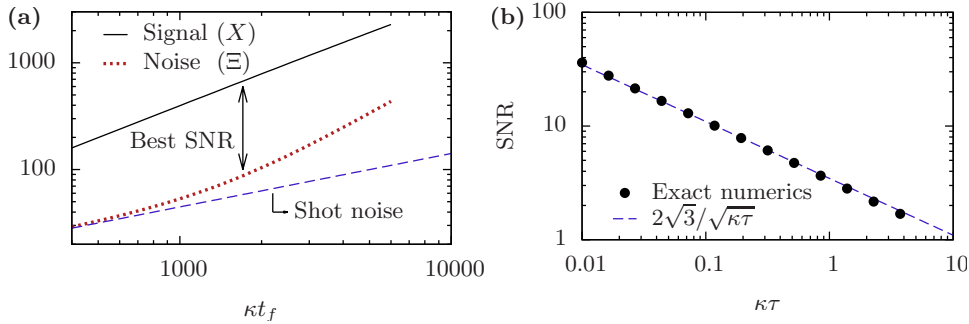 (a)
Signal (X)
Noise (Ξ)
1000
100
Best SNR
Shot noise
1000
10000
κt_f
(b)
100
10
1
SNR
Exact numerics
2√3/√κτ
0.01
0.1
1
10
κτ